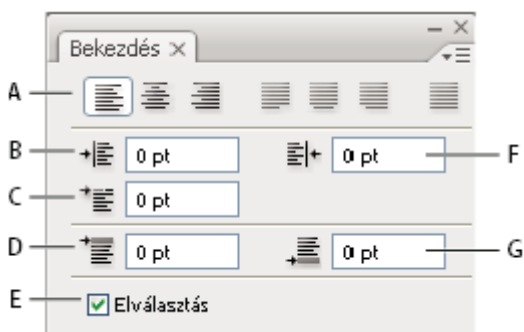 Bekezdés
A
B 0 pt 0 pt F
C 0 pt
D 0 pt 0 pt G
E Elválasztás